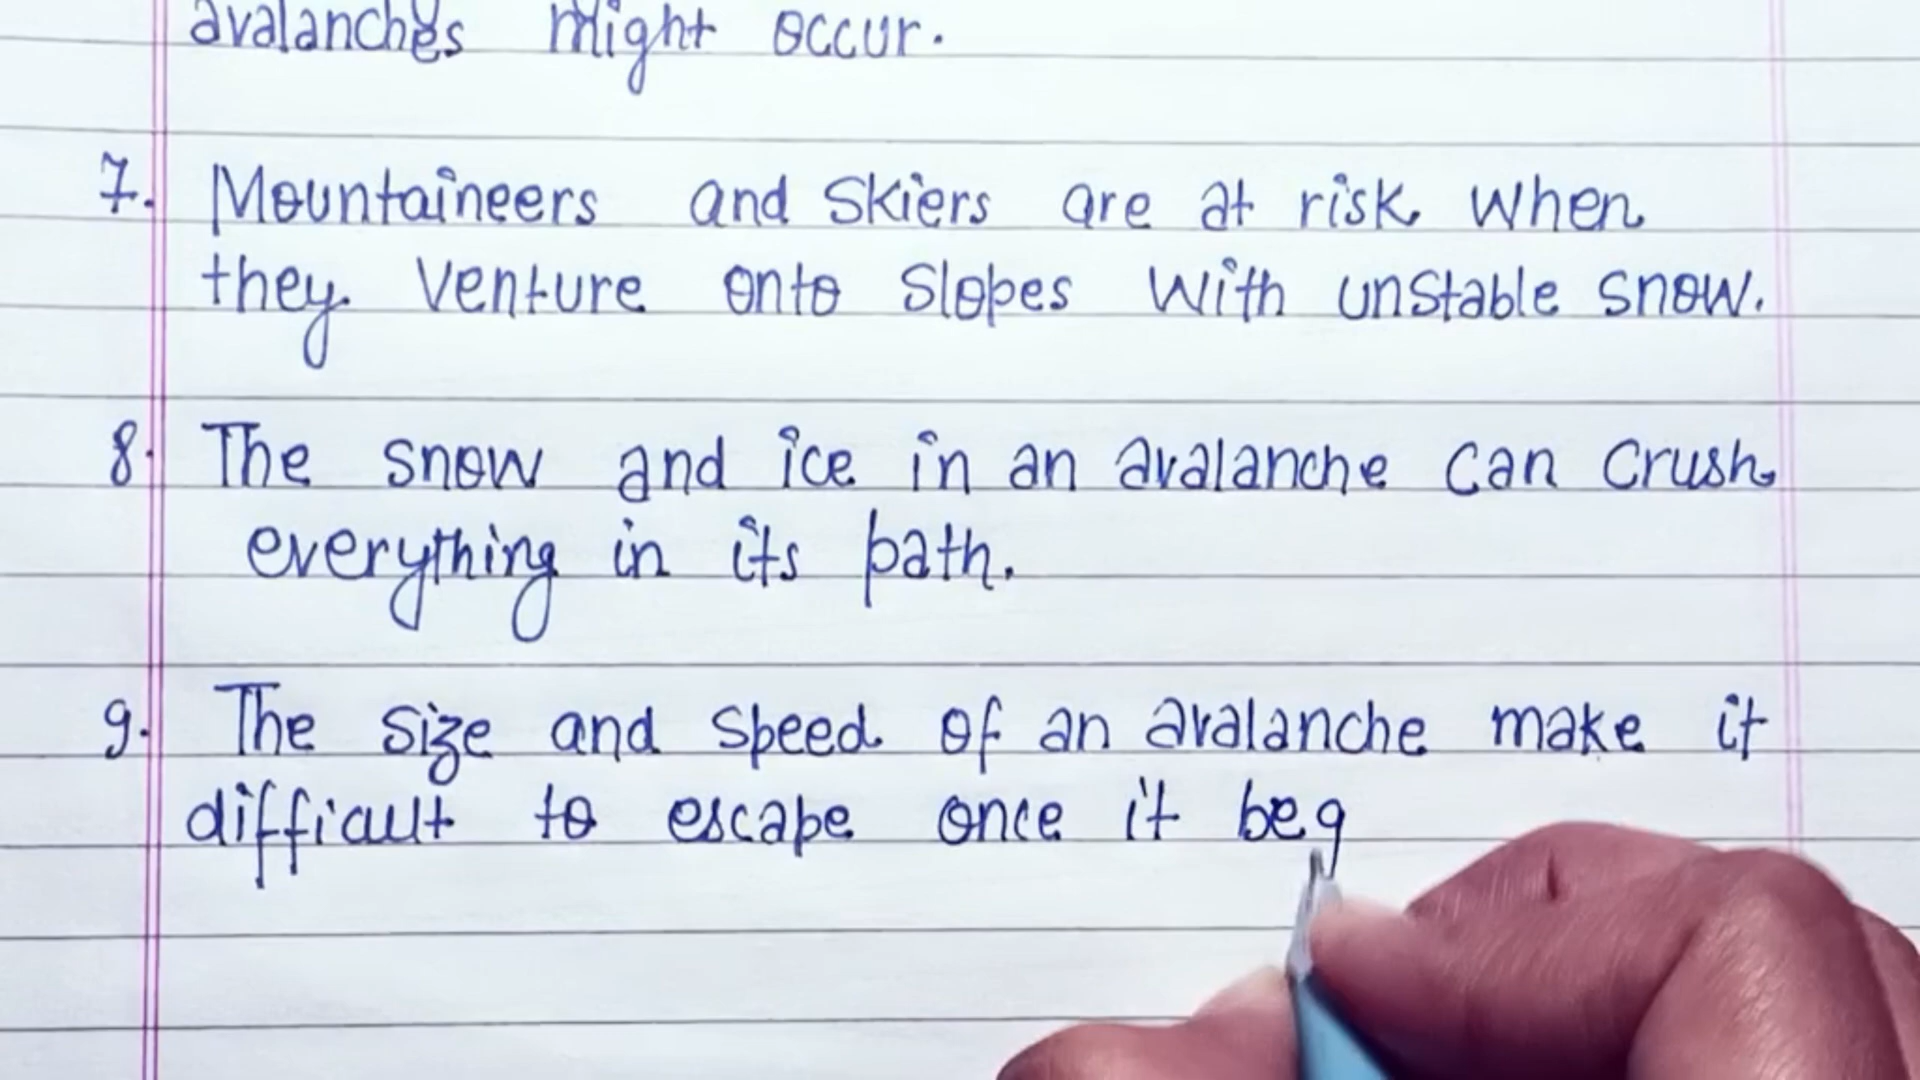 avalanches might occur.
7. Mountaineers and skiers are at risk when
they venture onto slopes with unstable snow.
8. The snow and ice in an avalanche can crush
everything in its path.
9. The size and speed of an avalanche make it
difficult to escape once it beg